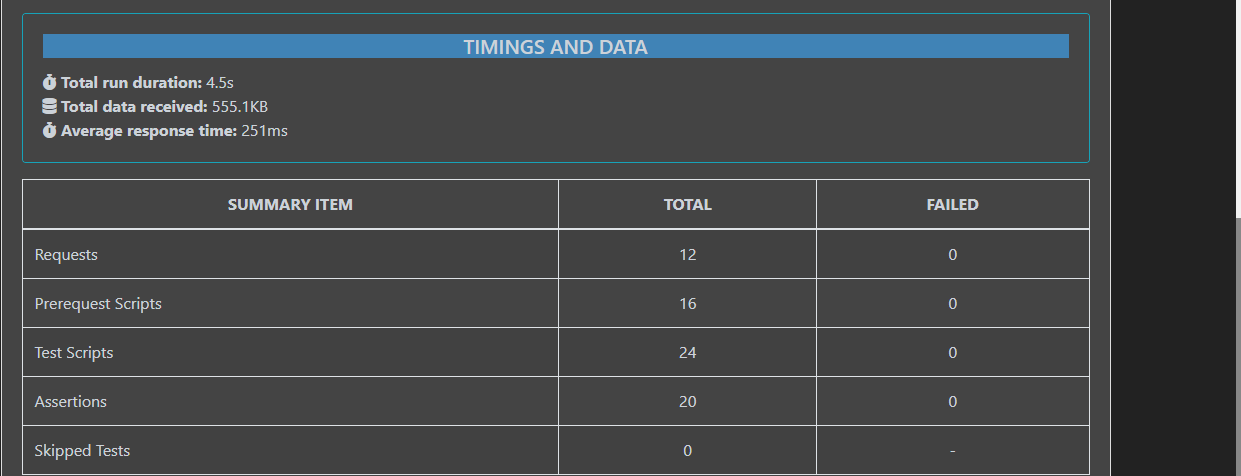 TIMINGS AND DATA
Total run duration: 4.5s
Total data received: 555.1KB
Average response time: 251ms
SUMMARY ITEM TOTAL FAILED
Requests 12 0
Prerequest Scripts 16 0
Test Scripts 24 0
Assertions 20 0
Skipped Tests 0 -